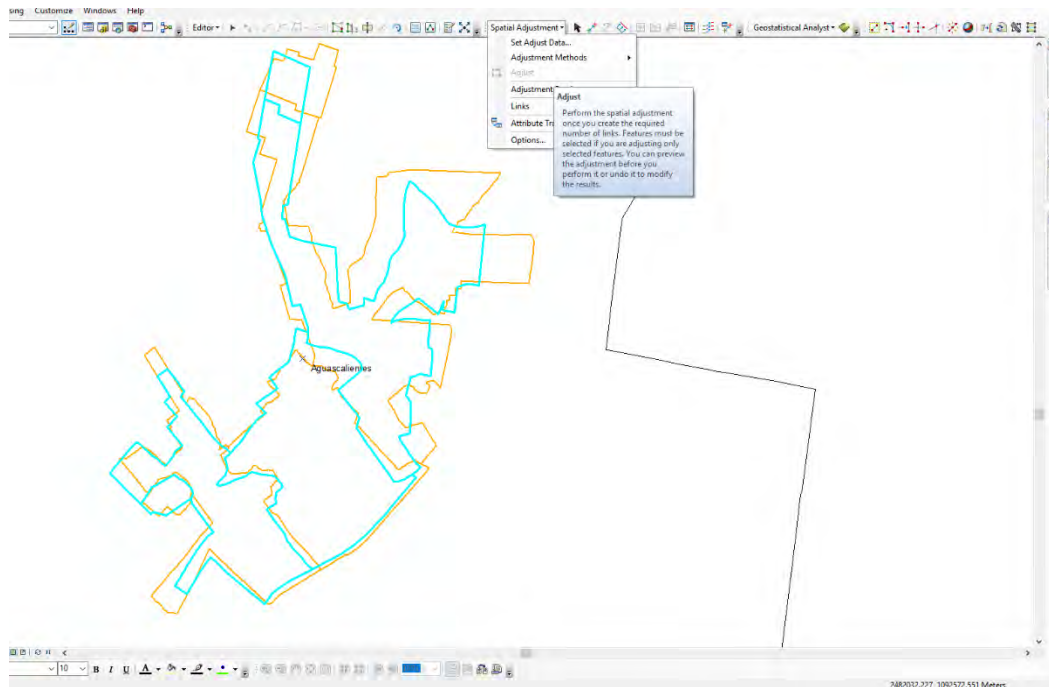 sing Customize Windows Help
Editor
Spatial Adjustment
Geostatistical Analyst
Set Adjust Data...
Adjustment Methods
Adjust
Adjustment
Links
Attribute Tra
Options...
Adjust
Perform the spatial adjustment
once you create the required
number of links. Features must be
selected if you are adjusting only
selected features. You can preview
the adjustment before you
perform it or undo it to modify
the results.
Aguascalientes
10 B I U A
2482032.227 1092572.551 Meters